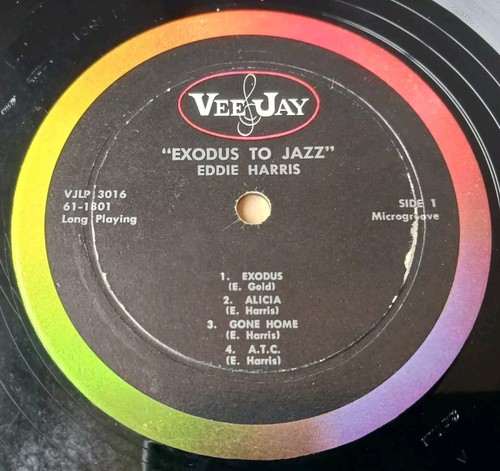 VEE JAY
"EXODUS TO JAZZ"
EDDIE HARRIS
VJLP 3016
61-1801
Long Playing
SIDE 1
Microgroove
1. EXODUS
(E. Gold)
2. ALICIA
(E. Harris)
3. GONE HOME
(E. Harris)
4. A.T.C.
(E. Harris)